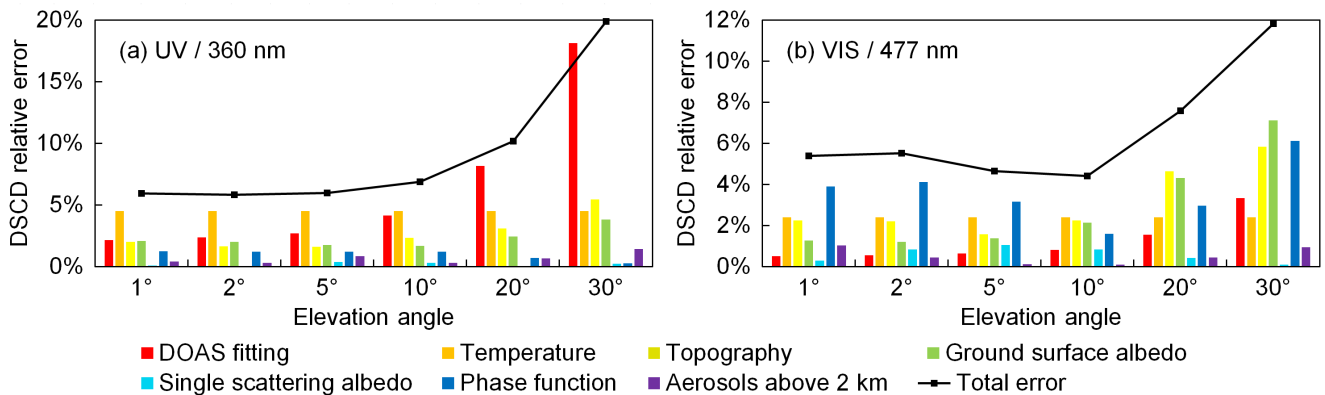 (a) UV / 360 nm
DSCD relative error
20%
15%
10%
5%
0%
1° 2° 5° 10° 20° 30°
Elevation angle
(b) VIS / 477 nm
DSCD relative error
12%
10%
8%
6%
4%
2%
0%
1° 2° 5° 10° 20° 30°
Elevation angle
DOAS fitting Temperature Topography Ground surface albedo
Single scattering albedo Phase function Aerosols above 2 km Total error